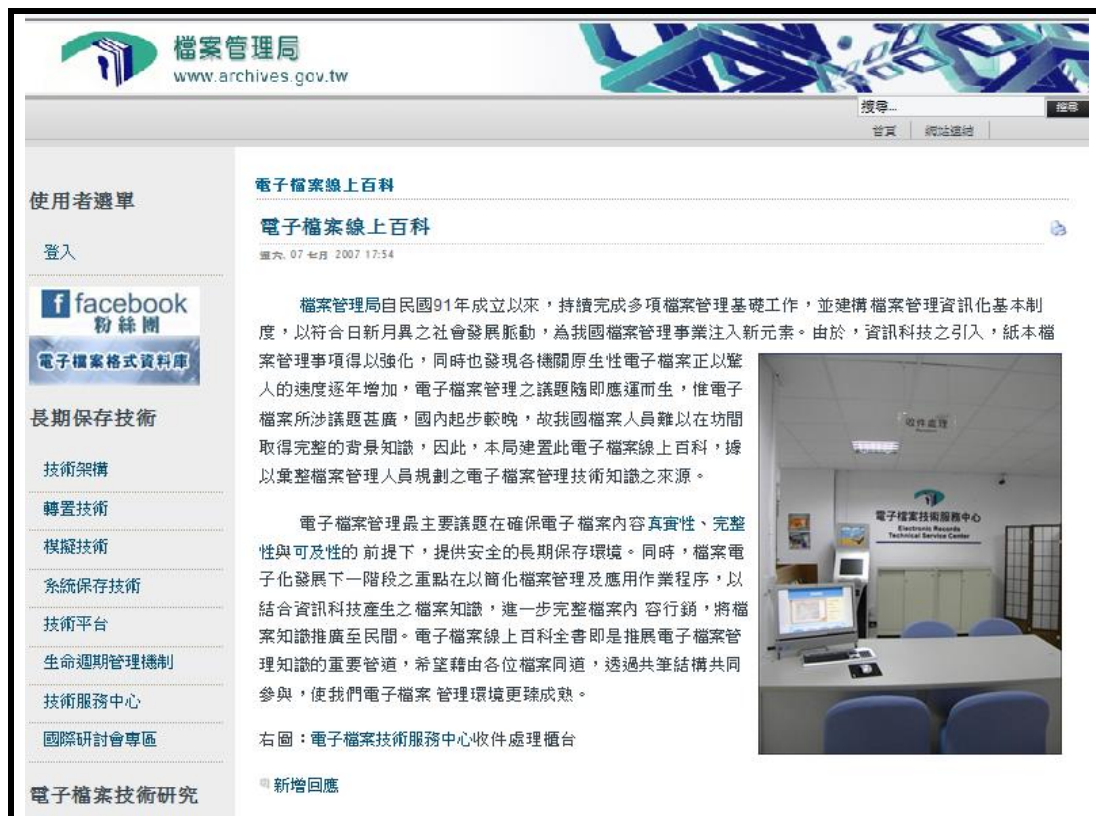 檔案管理局
www.archives.gov.tw
搜尋...
搜尋
首頁
網站連結
使用者選單
登入
facebook
粉絲團
電子檔案格式資料庫
長期保存技術
技術架構
轉置技術
模擬技術
系統保存技術
技術平台
生命週期管理機制
技術服務中心
國際研討會專區
電子檔案技術研究
電子檔案線上百科
電子檔案線上百科
週六, 07 七月 2007 17:54
檔案管理局自民國91年成立以來，持續完成多項檔案管理基礎工作，並建構檔案管理資訊化基本制
度，以符合日新月異之社會發展脈動，為我國檔案管理事業注入新元素。由於，資訊科技之引入，紙本檔
案管理事項得以強化，同時也發現各機關原生性電子檔案正以驚
人的速度逐年增加，電子檔案管理之議題隨即應運而生，惟電子
檔案所涉議題甚廣，國內起步較晚，故我國檔案人員難以在坊間
取得完整的背景知識，因此，本局建置此電子檔案線上百科，據
以彙整檔案管理人員規劃之電子檔案管理技術知識之來源。
電子檔案管理最主要議題在確保電子檔案內容真實性、完整
性與可及性的 前提下，提供安全的長期保存環境。同時，檔案電
子化發展下一階段之重點在以簡化檔案管理及應用作業程序，以
結合資訊科技產生之檔案知識，進一步完整檔案內 容行銷，將檔
案知識推廣至民間。電子檔案線上百科全書即是推展電子檔案管
理知識的重要管道，希望藉由各位檔案同道，透過共筆結構共同
參與，使我們電子檔案 管理環境更臻成熟。
右圖：電子檔案技術服務中心收件處理櫃台
新增回應
收件處理
電子檔案技術服務中心
Electronic Records
Technical Service Center